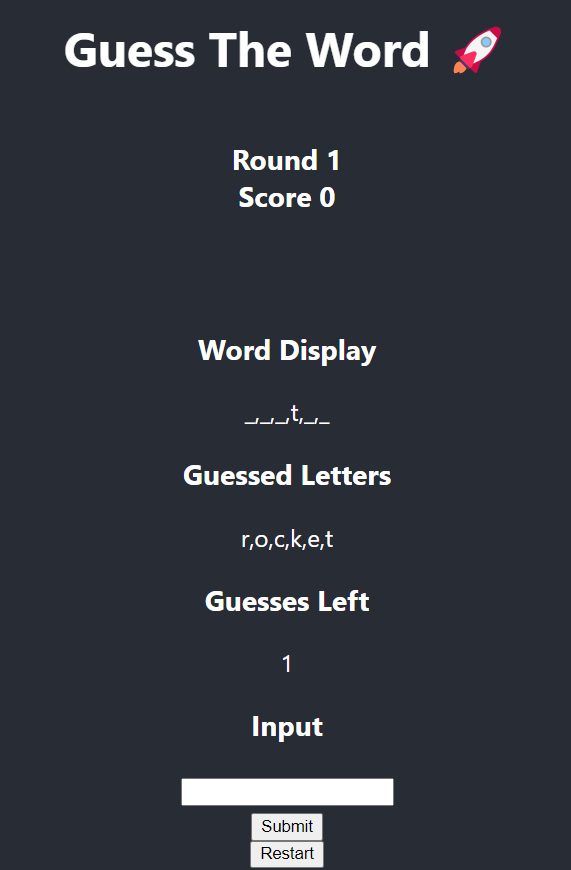 Guess The Word 🚀
Round 1
Score 0
Word Display
_,_,_,t,_,_
Guessed Letters
r,o,c,k,e,t
Guesses Left
1
Input
Submit
Restart